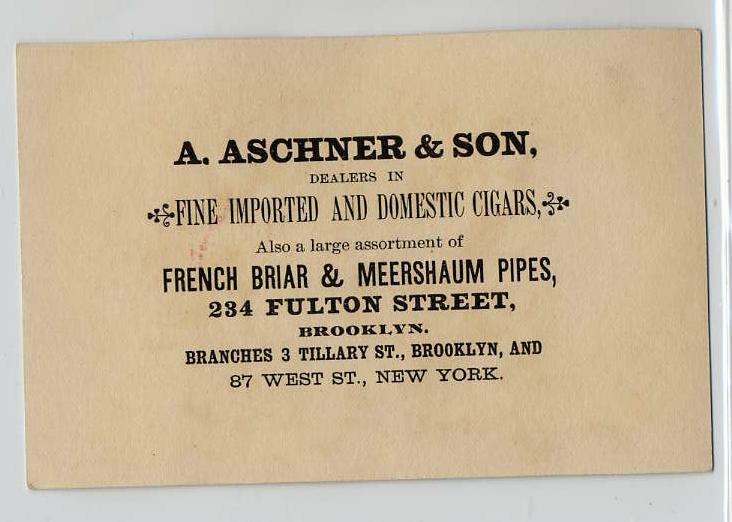 A. ASCHNER & SON,
DEALERS IN
FINE IMPORTED AND DOMESTIC CIGARS,
Also a large assortment of
FRENCH BRIAR & MEERSHAUM PIPES,
234 FULTON STREET,
BROOKLYN.
BRANCHES 3 TILLARY ST., BROOKLYN, AND
87 WEST ST., NEW YORK.